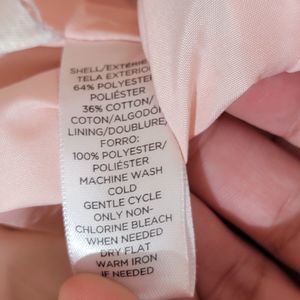 SHELL/EXTERIEUR/
TELA EXTERIOR:
64% POLYESTER/
POLIÉSTER
36% COTTON/
COTON/ALGODÓN
LINING/DOUBLURE/
FORRO:
100% POLYESTER/
POLIÉSTER
MACHINE WASH
COLD
GENTLE CYCLE
ONLY NON-
CHLORINE BLEACH
WHEN NEEDED
DRY FLAT
WARM IRON
IF NEEDED